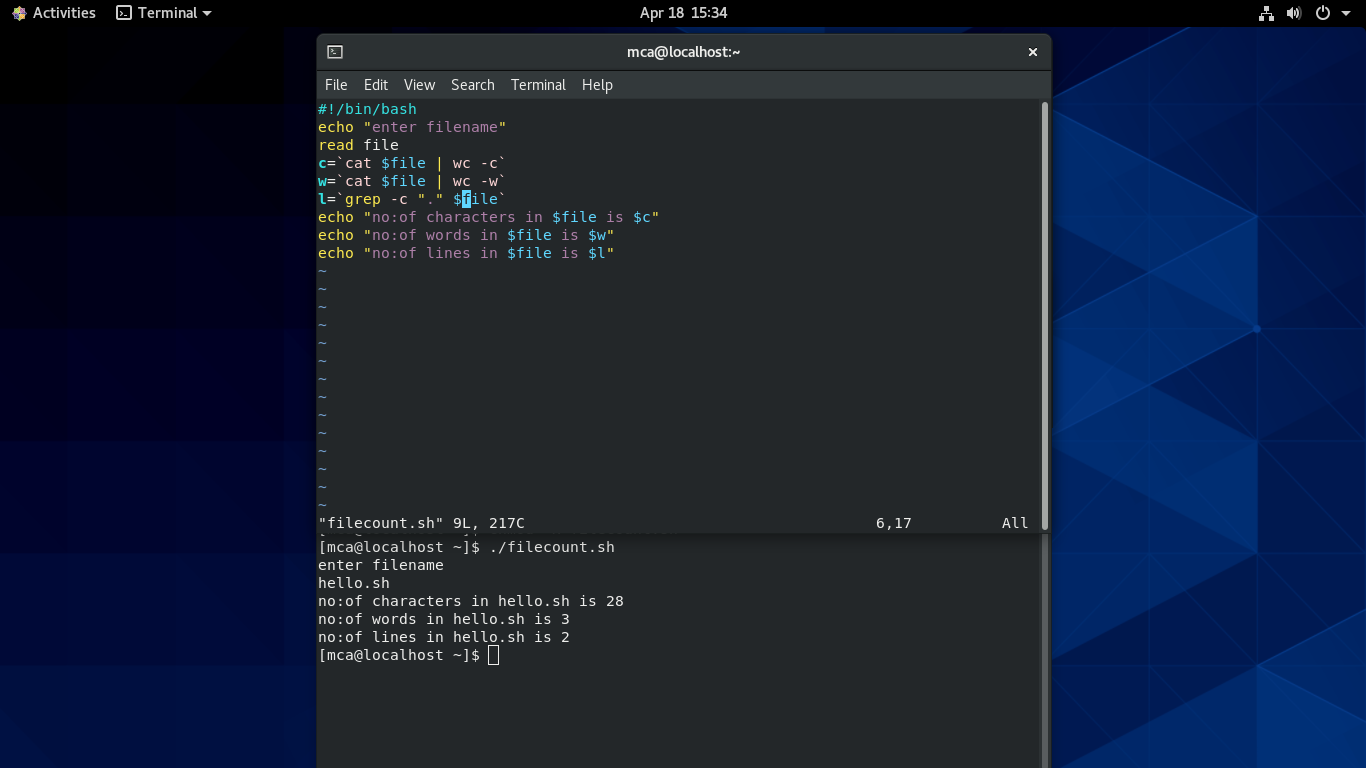 Activities Terminal Apr 18 15:34
mca@localhost:~
File Edit View Search Terminal Help
#!/bin/bash
echo "enter filename"
read file
c=`cat $file | wc -c`
w=`cat $file | wc -w`
l=`grep -c "." $file`
echo "no:of characters in $file is $c"
echo "no:of words in $file is $w"
echo "no:of lines in $file is $l"
~
~
~
~
~
~
~
~
~
~
~
~
~
~
"filecount.sh" 9L, 217C 6,17 All
[mca@localhost ~]$ ./filecount.sh
enter filename
hello.sh
no:of characters in hello.sh is 28
no:of words in hello.sh is 3
no:of lines in hello.sh is 2
[mca@localhost ~]$